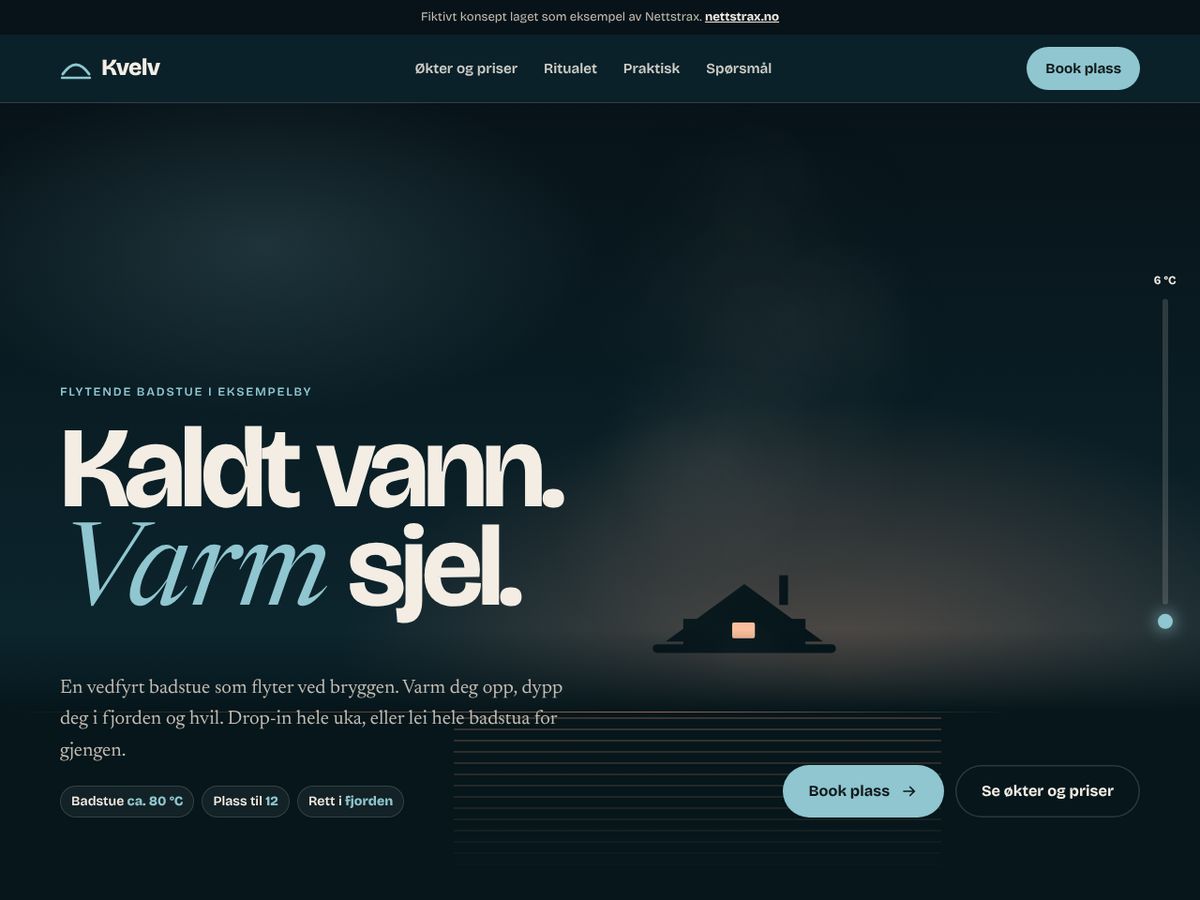 Fiktivt konsept laget som eksempel av Nettstrax. nettstrax.no
Kvelv
Økter og priser
Ritualet
Praktisk
Spørsmål
Book plass
6 °C
FLYTENDE BADSTUE I EKSEMPELBY
Kaldt vann.
Varm sjel.
En vedfyrt badstue som flyter ved bryggen. Varm deg opp, dypp
deg i fjorden og hvil. Drop-in hele uka, eller lei hele badstua for
gjengen.
Badstue ca. 80 °C
Plass til 12
Rett i fjorden
Book plass →
Se økter og priser